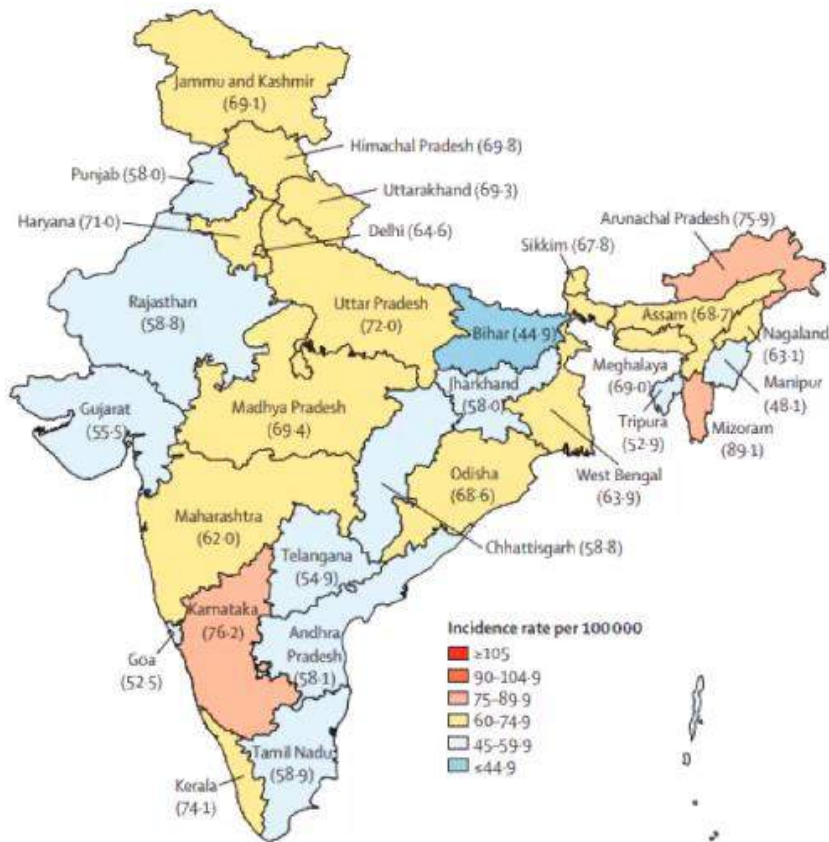 Jammu and Kashmir
(69·1)
Himachal Pradesh (69·8)
Punjab (58·0)
Uttarakhand (69·3)
Haryana (71·0)
Delhi (64·6)
Arunachal Pradesh (75·9)
Sikkim (67·8)
Rajasthan
(58·8)
Uttar Pradesh
(72·0)
Bihar (44·9)
Assam (68·7)
Nagaland
(63·1)
Meghalaya
(69·0)
Manipur
(48·1)
Jharkhand
(58·0)
Gujarat
(55·5)
Madhya Pradesh
(69·4)
Tripura
(52·9)
Mizoram
(89·1)
Odisha
(68·6)
West Bengal
(63·9)
Maharashtra
(62·0)
Chhattisgarh (58·8)
Telangana
(54·9)
Karnataka
(76·2)
Andhra
Pradesh
(58·1)
Goa
(52·5)
Tamil Nadu
(58·9)
Kerala
(74·1)
Incidence rate per 100 000
≥105
90–104·9
75–89·9
60–74·9
45–59·9
≤44·9